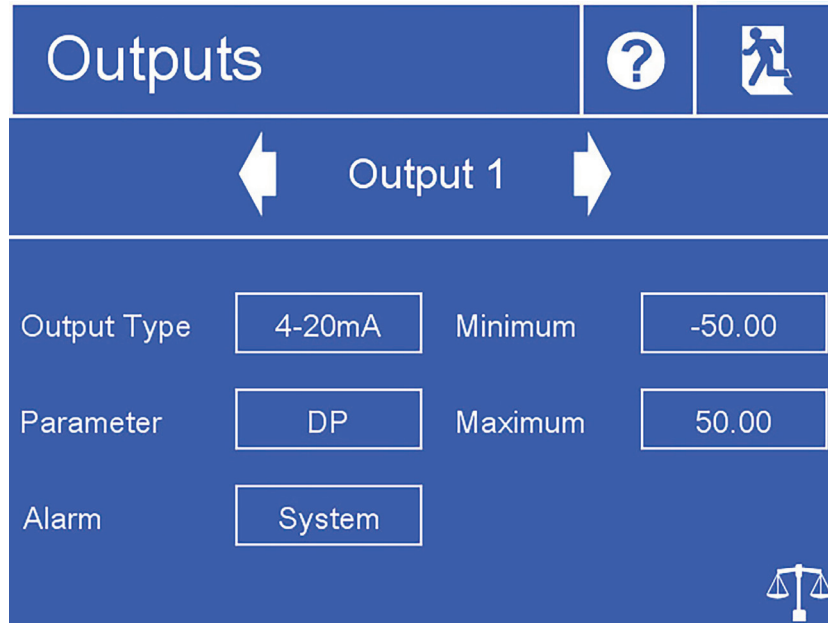 Outputs ?
Output 1
Output Type 4-20mA Minimum -50.00
Parameter DP Maximum 50.00
Alarm System